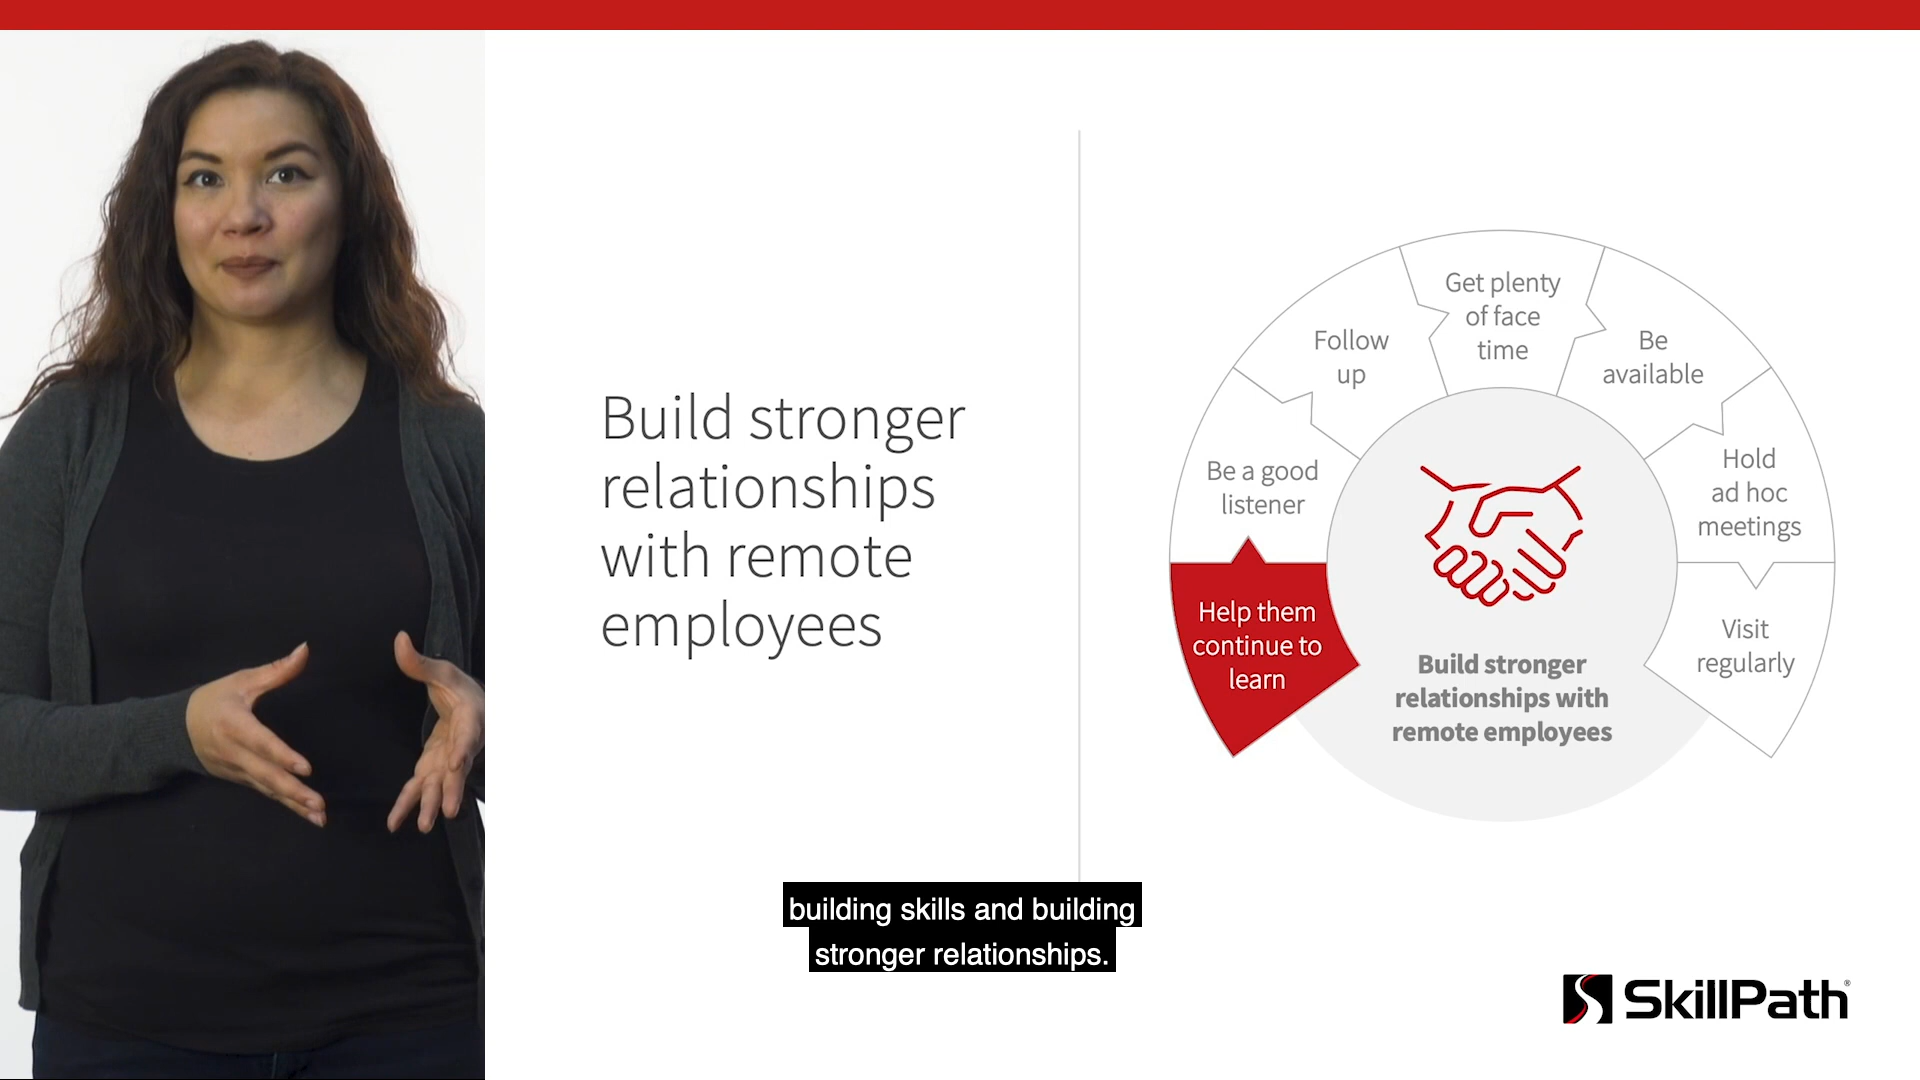 Build stronger
relationships
with remote
employees
Get plenty
of face
time
Follow
up
Be
available
Be a good
listener
Hold
ad hoc
meetings
Help them
continue to
learn
Visit
regularly
Build stronger
relationships with
remote employees
building skills and building
stronger relationships.
SkillPath®